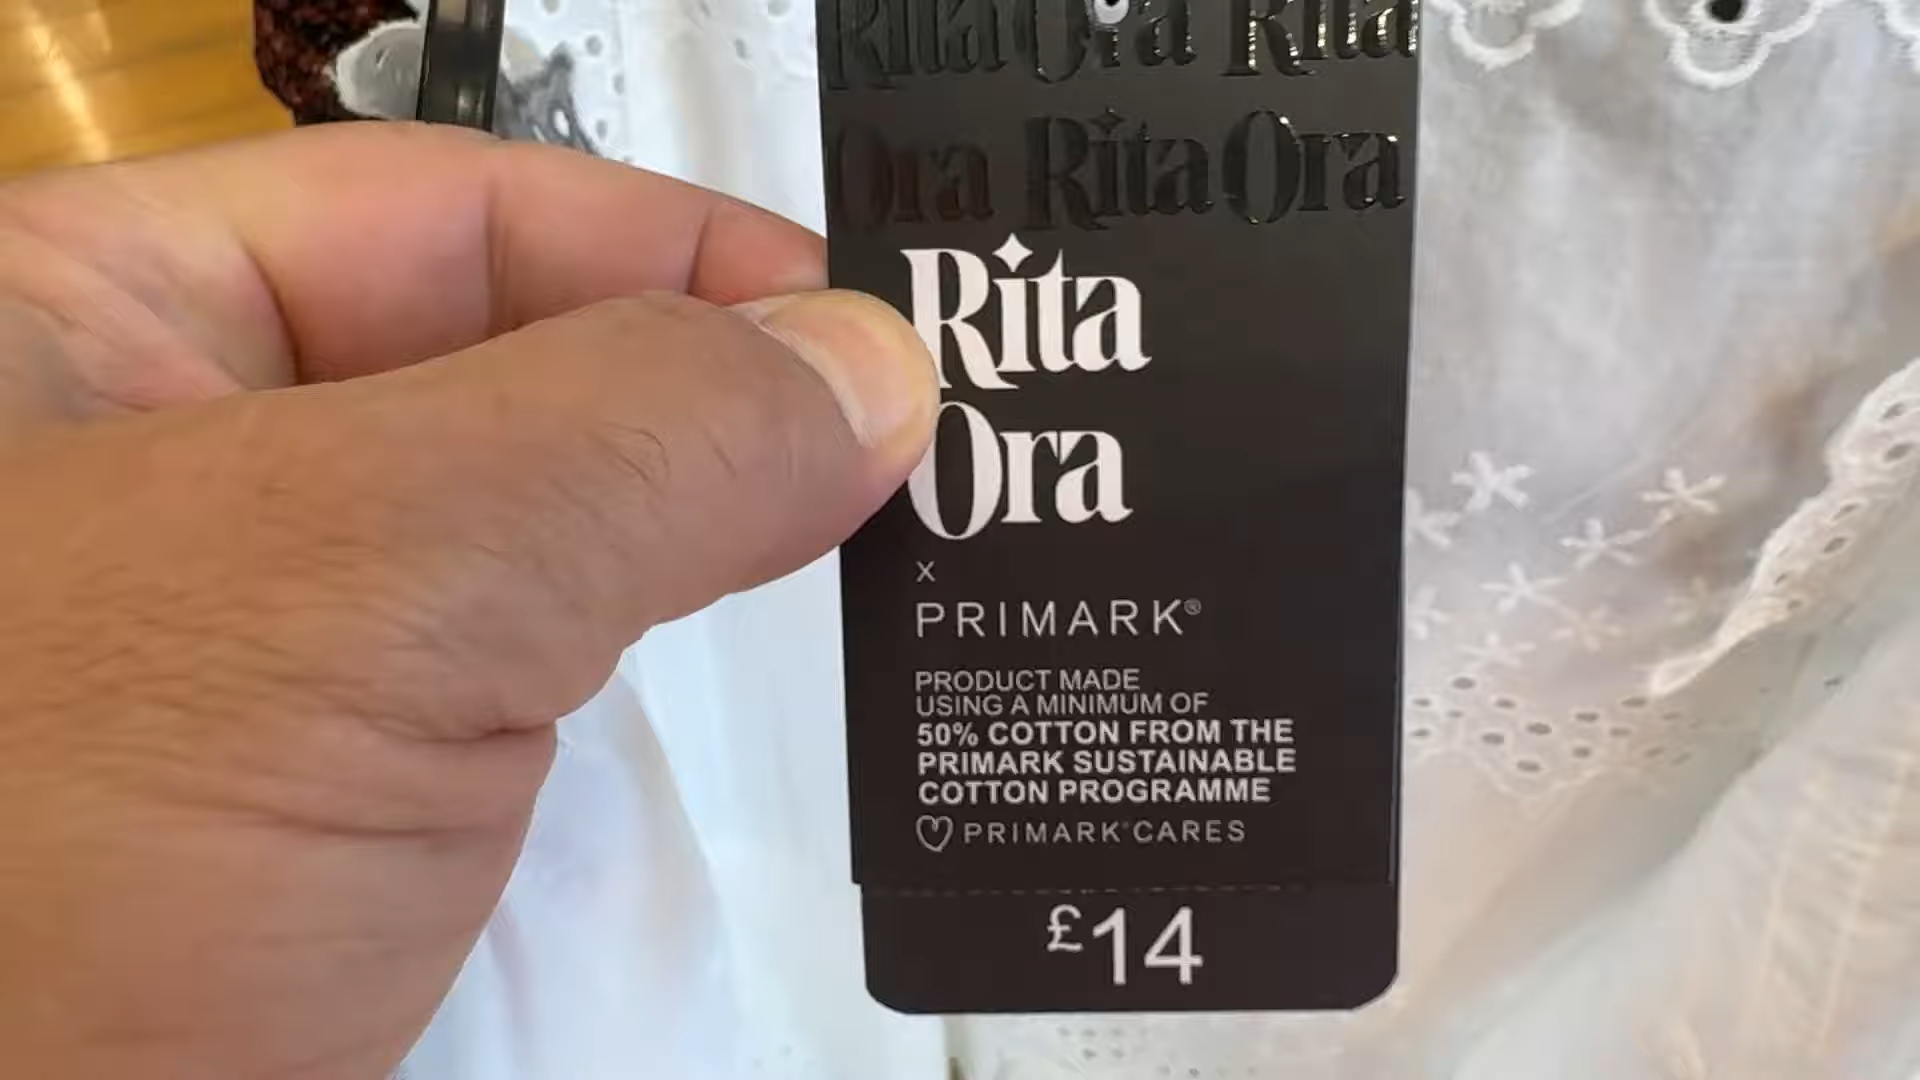 Rita Ora Rita
Ora Rita Ora
Rita
Ora
x
PRIMARK®
PRODUCT MADE
USING A MINIMUM OF
50% COTTON FROM THE
PRIMARK SUSTAINABLE
COTTON PROGRAMME
PRIMARK®CARES
£14